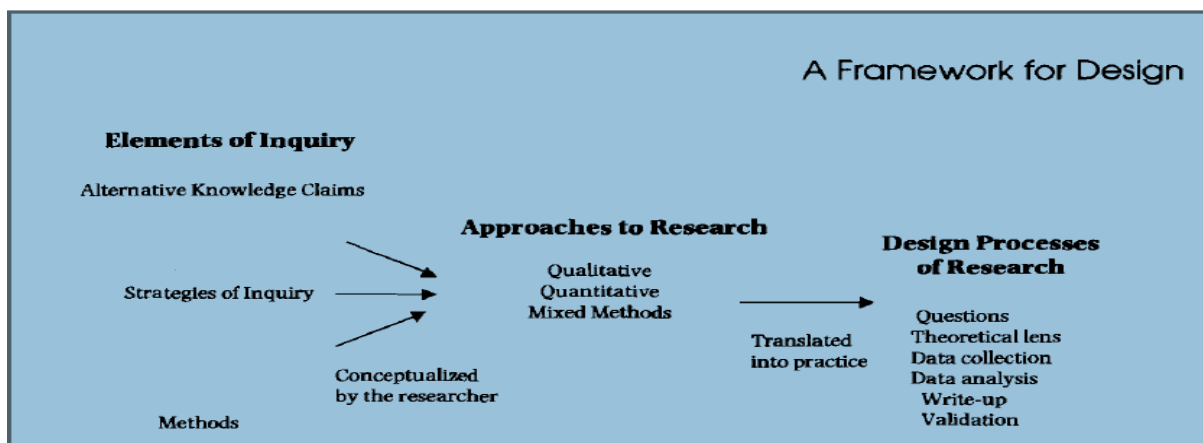 A Framework for Design
Elements of Inquiry
Alternative Knowledge Claims
Strategies of Inquiry
Methods
Conceptualized
by the researcher
Approaches to Research
Qualitative
Quantitative
Mixed Methods
Translated
into practice
Design Processes
of Research
Questions
Theoretical lens
Data collection
Data analysis
Write-up
Validation